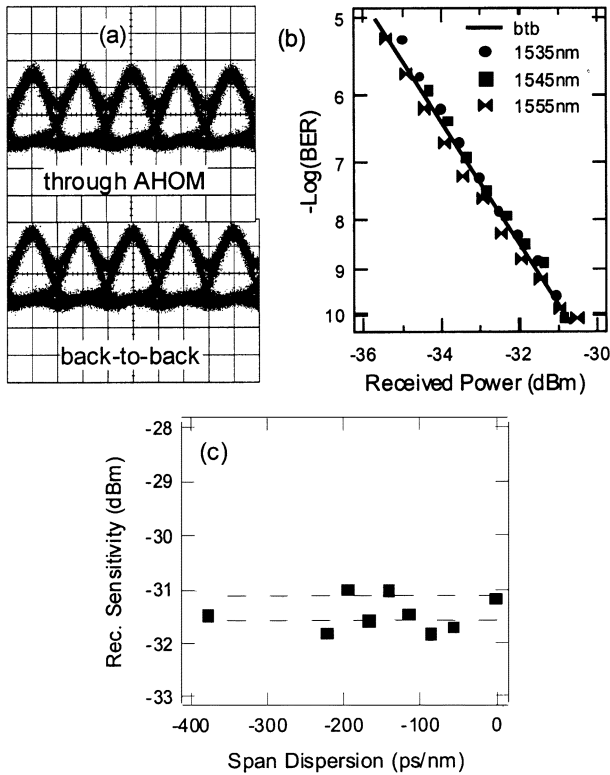 (a)
through AHOM
back-to-back
(b)
btb
1535nm
1545nm
1555nm
5
6
7
8
9
10
-Log(BER)
-36
-34
-32
-30
Received Power (dBm)
(c)
-28
-29
-30
-31
-32
-33
Rec. Sensitivity (dBm)
-400
-300
-200
-100
0
Span Dispersion (ps/nm)